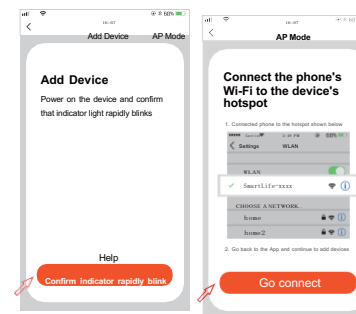 60%
Add Device
AP Mode
Add Device
Power on the device and confirm
that indicator light rapidly blinks
Help
Confirm indicator rapidly blink
AP Mode
Connect the phone's
Wi-Fi to the device's
hotspot
1. Connected phone to the hotspot shown below
Settings
WLAN
WLAN
SmartLife-xxxx
CHOOSE A NETWORK..
home
home2
2. Go back to the App and continue to add devices
Go connect